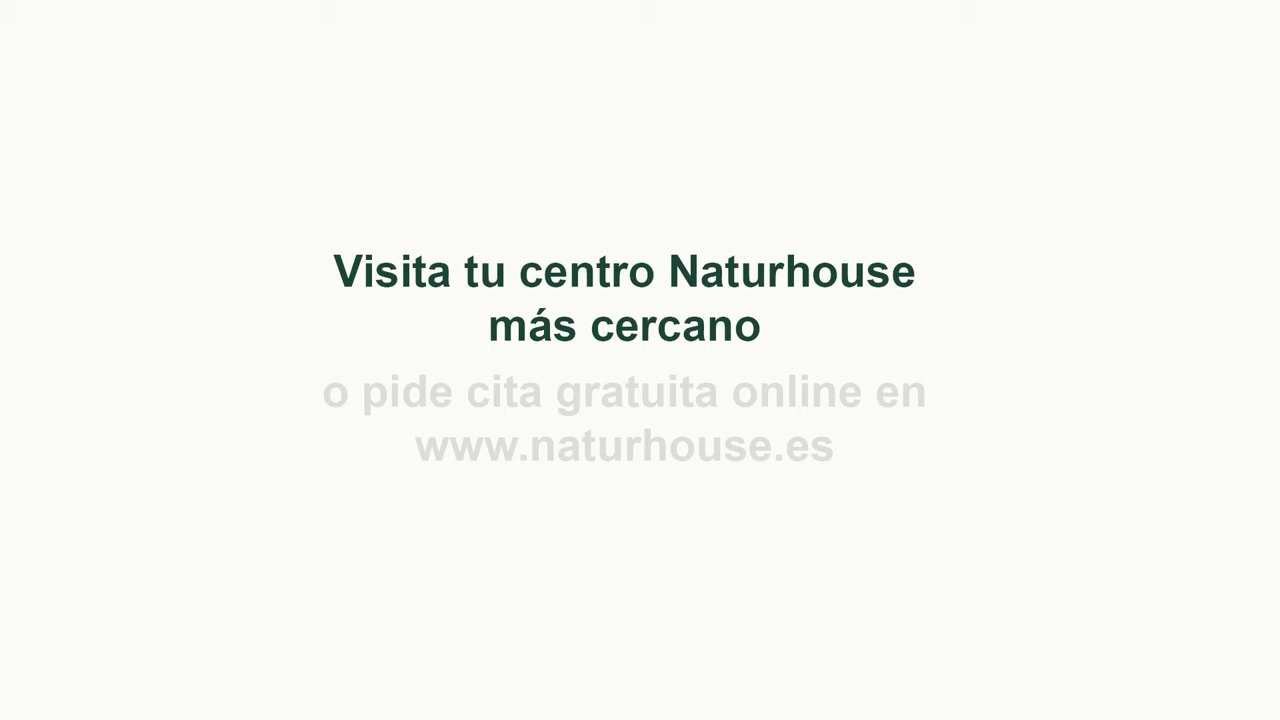 Visita tu centro Naturhouse
más cercano
o pide cita gratuita online en
www.naturhouse.es